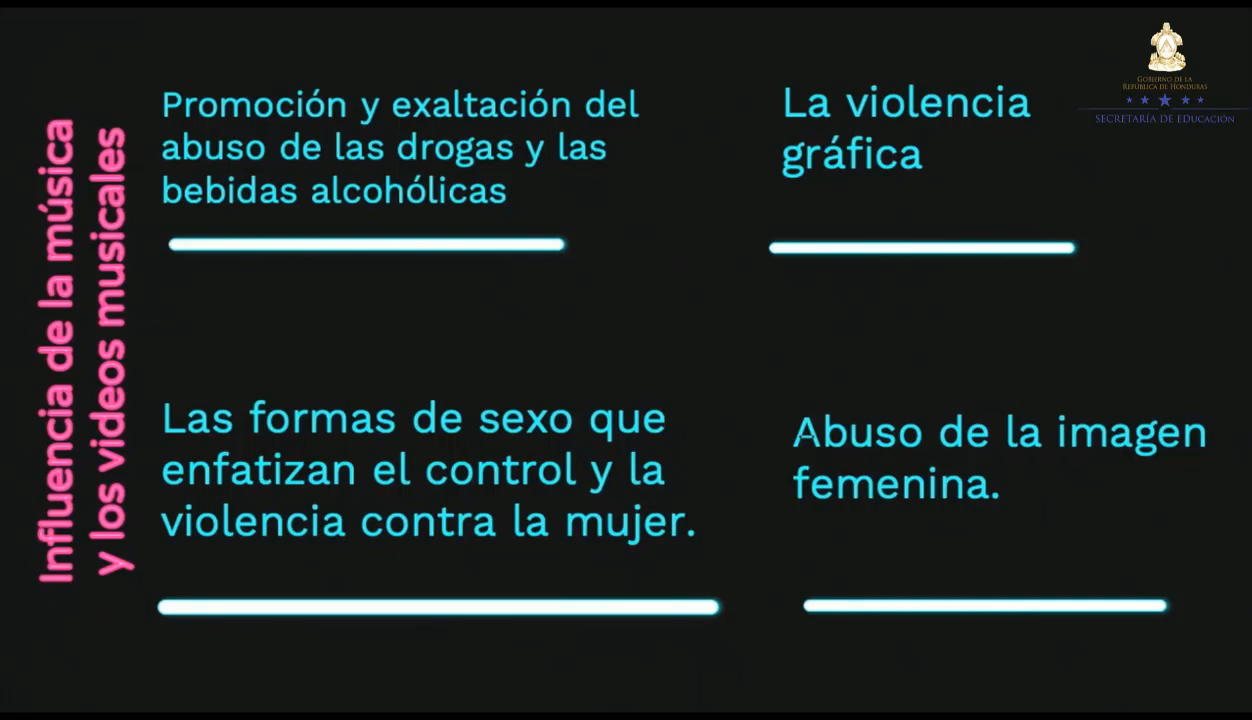 Influencia de la música
y los videos musicales
Promoción y exaltación del
abuso de las drogas y las
bebidas alcohólicas
La violencia
gráfica
Las formas de sexo que
enfatizan el control y la
violencia contra la mujer.
Abuso de la imagen
femenina.
GOBIERNO DE LA
REPÚBLICA DE HONDURAS
SECRETARÍA DE EDUCACIÓN